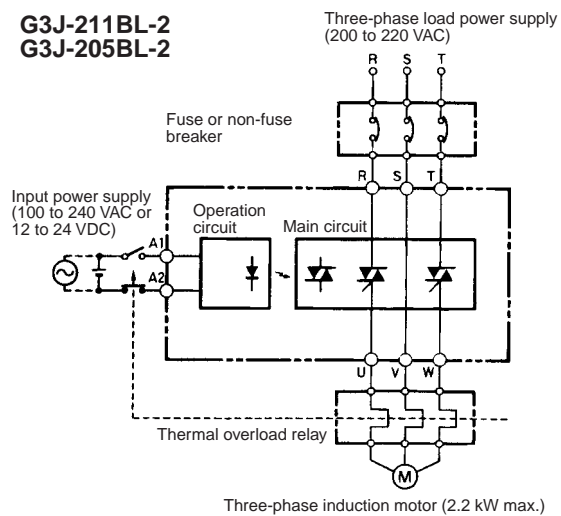 G3J-211BL-2
G3J-205BL-2
Three-phase load power supply
(200 to 220 VAC)
R S T
Fuse or non-fuse
breaker
R S T
Input power supply
(100 to 240 VAC or
12 to 24 VDC)
A1
A2
Operation
circuit
Main circuit
U V W
Thermal overload relay
M
Three-phase induction motor (2.2 kW max.)